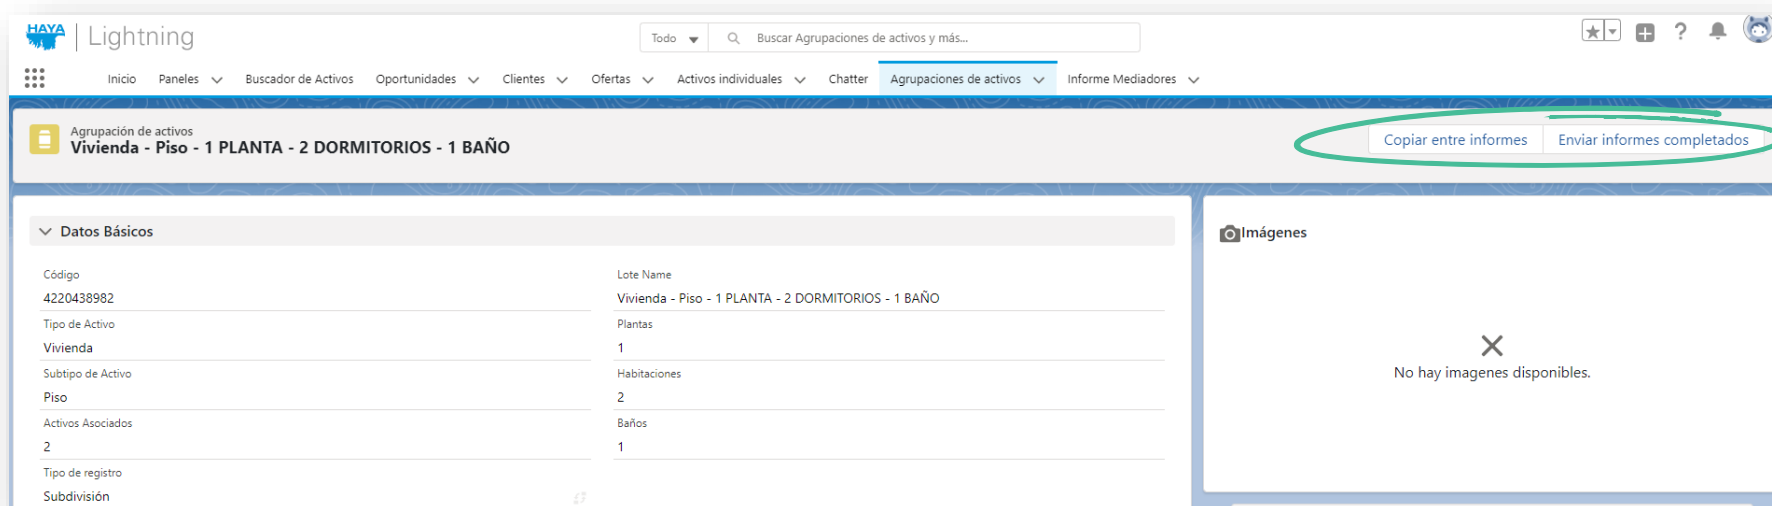 HAYA Lightning
Todo Buscar Agrupaciones de activos y más...
Inicio Paneles Buscador de Activos Oportunidades Clientes Ofertas Activos individuales Chatter Agrupaciones de activos Informe Mediadores
Agrupación de activos
Vivienda - Piso - 1 PLANTA - 2 DORMITORIOS - 1 BAÑO
Copiar entre informes Enviar informes completados
Datos Básicos
Código
4220438982
Lote Name
Vivienda - Piso - 1 PLANTA - 2 DORMITORIOS - 1 BAÑO
Tipo de Activo
Vivienda
Plantas
1
Subtipo de Activo
Piso
Habitaciones
2
Activos Asociados
2
Baños
1
Tipo de registro
Subdivisión
Imágenes
No hay imagenes disponibles.